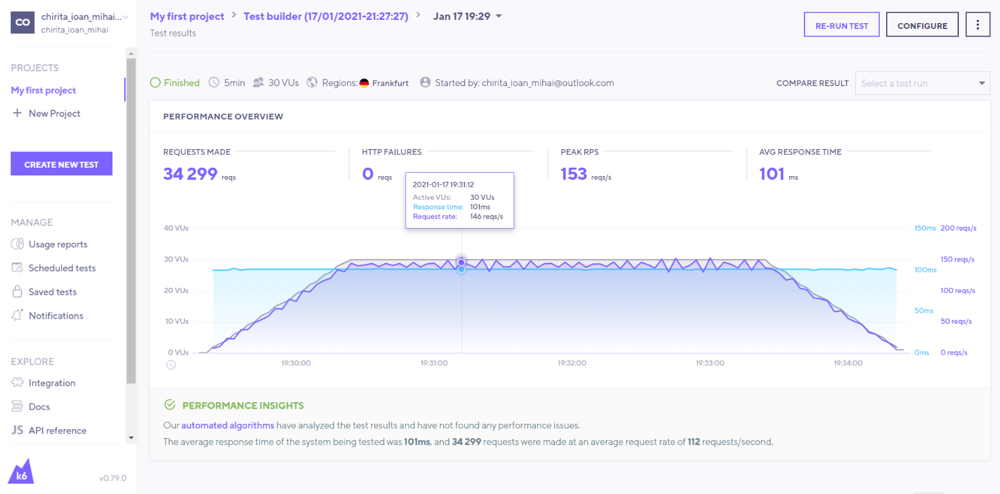 CO
chirita_ioan_mihai...
chirita_ioan_mihai
PROJECTS
My first project
New Project
CREATE NEW TEST
MANAGE
Usage reports
Scheduled tests
Saved tests
Notifications
EXPLORE
Integration
Docs
JS API reference
k6
v0.79.0
My first project > Test builder (17/01/2021-21:27:27) > Jan 17 19:29
Test results
RE-RUN TEST
CONFIGURE
Finished 5min 30 VUs Regions: Frankfurt Started by: chirita_ioan_mihai@outlook.com
COMPARE RESULT Select a test run
PERFORMANCE OVERVIEW
REQUESTS MADE
34 299 reqs
HTTP FAILURES
0 reqs
PEAK RPS
153 reqs/s
AVG RESPONSE TIME
101 ms
2021-01-17 19:31:12
Active VUs: 30 VUs
Response time: 101ms
Request rate: 146 reqs/s
40 VUs
30 VUs
20 VUs
10 VUs
0 VUs
150ms
100ms
50ms
0ms
200 reqs/s
150 reqs/s
100 reqs/s
50 reqs/s
0 reqs/s
19:30:00 19:31:00 19:32:00 19:33:00 19:34:00
PERFORMANCE INSIGHTS
Our automated algorithms have analyzed the test results and have not found any performance issues.
The average response time of the system being tested was 101ms, and 34 299 requests were made at an average request rate of 112 requests/second.